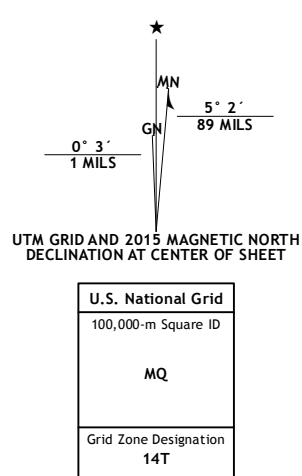 MN
5° 2´
89 MILS
GN
0° 3´
1 MILS
UTM GRID AND 2015 MAGNETIC NORTH
DECLINATION AT CENTER OF SHEET
U.S. National Grid
100,000-m Square ID
MQ
Grid Zone Designation
14T